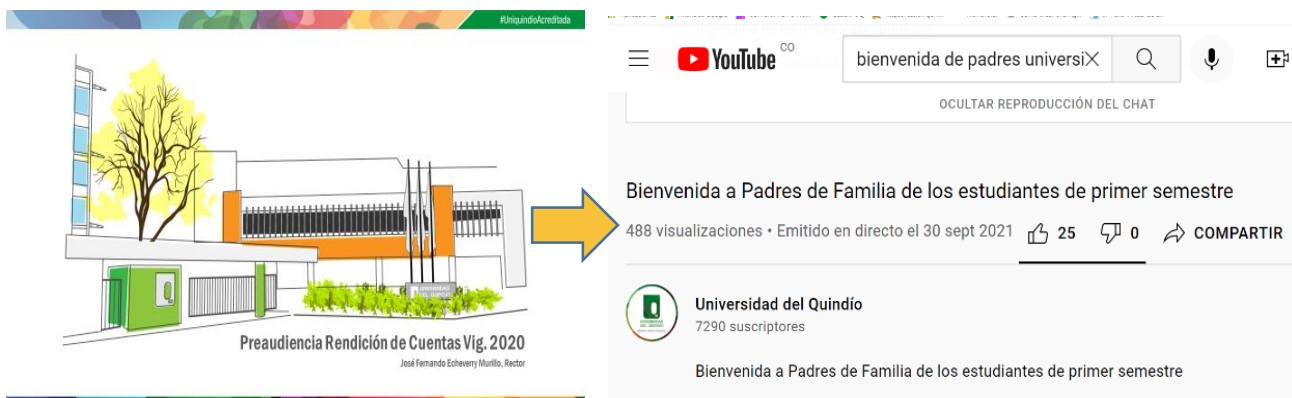 #UniquindioAcreditada
Preaudiencia Rendición de Cuentas Vig. 2020
José Fernando Echeverry Murillo, Rector
YouTube CO
bienvenida de padres universi
OCULTAR REPRODUCCIÓN DEL CHAT
Bienvenida a Padres de Familia de los estudiantes de primer semestre
488 visualizaciones • Emitido en directo el 30 sept 2021 25 0 COMPARTIR
Universidad del Quindío
7290 suscriptores
Bienvenida a Padres de Familia de los estudiantes de primer semestre